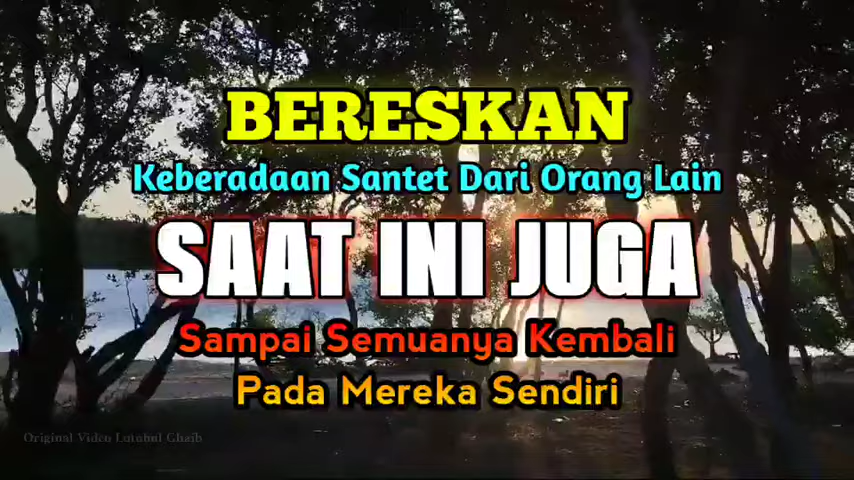 BERESKAN
Keberadaan Santet Dari Orang Lain
SAAT INI JUGA
Sampai Semuanya Kembali
Pada Mereka Sendiri
Original Video Lutubul Ghaib